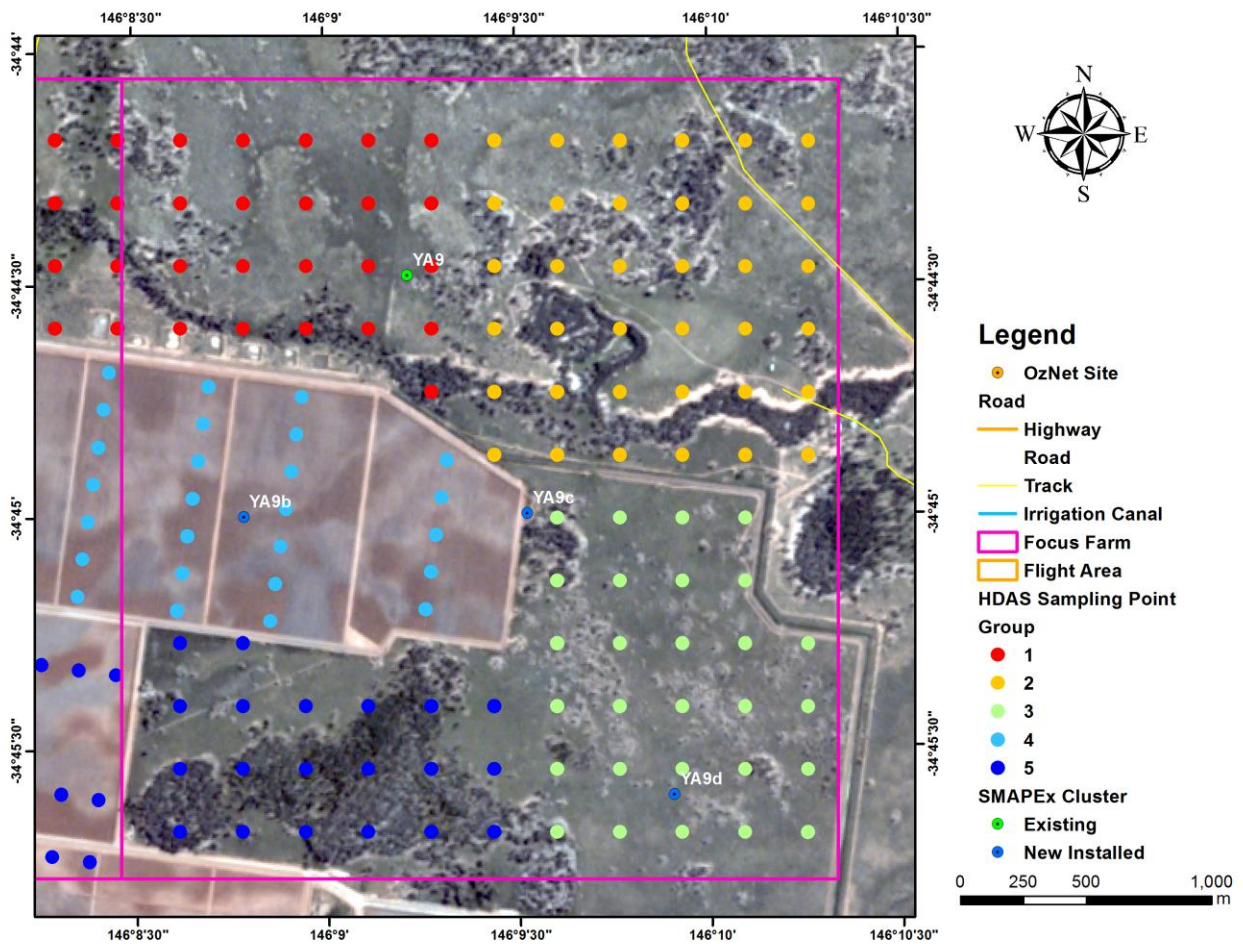 146°8'30" 146°9' 146°9'30" 146°10' 146°10'30"
-34°44'
-34°44'30" -34°44'30"
-34°45' -34°45'
-34°45'30" -34°45'30"
146°8'30" 146°9' 146°9'30" 146°10' 146°10'30"
YA9
YA9b
YA9c
YA9d
N
W E
S
Legend
OzNet Site
Road
Highway
Road
Track
Irrigation Canal
Focus Farm
Flight Area
HDAS Sampling Point
Group
1
2
3
4
5
SMAPEx Cluster
Existing
New Installed
0 250 500 1,000
m